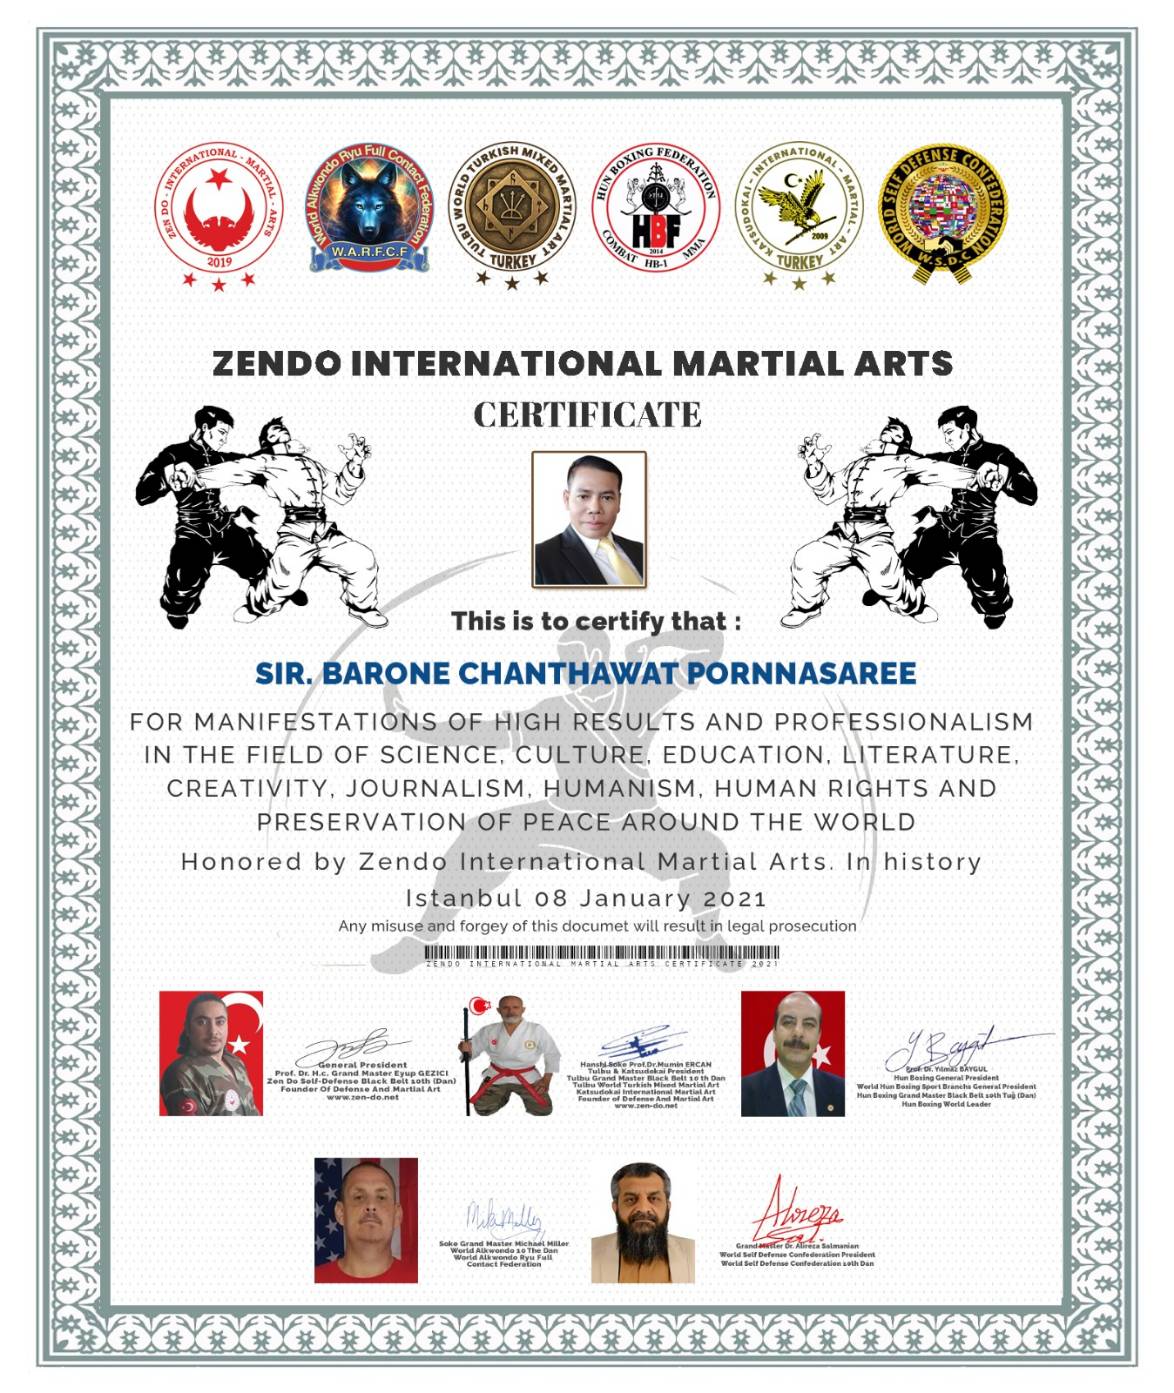 ZEN DO - INTERNATIONAL - MARTIAL - ARTS
2019
World Alkwondo Ryu Full Contact Federation
W.A.R.F.C.F
TULBU WORLD TURKISH MIXED MARTIAL ART
TURKEY
HUN BOXING FEDERATION
HBF
2014
COMBAT HB-1 MMA
KATSUDOKAI - INTERNATIONAL - MARTIAL - ART
2009
TURKEY
WORLD SELF DEFENSE CONFEDERATION
W.S.D.C
ZENDO INTERNATIONAL MARTIAL ARTS
CERTIFICATE
This is to certify that :
SIR. BARONE CHANTHAWAT PORNNASAREE
FOR MANIFESTATIONS OF HIGH RESULTS AND PROFESSIONALISM
IN THE FIELD OF SCIENCE, CULTURE, EDUCATION, LITERATURE,
CREATIVITY, JOURNALISM, HUMANISM, HUMAN RIGHTS AND
PRESERVATION OF PEACE AROUND THE WORLD
Honored by Zendo International Martial Arts. In history
Istanbul 08 January 2021
Any misuse and forgey of this documet will result in legal prosecution
ZENDO INTERNATIONAL MARTIAL ARTS CERTIFICATE 2021
General President
Prof. Dr. H.c. Grand Master Eyup GEZICI
Zen Do Self-Defense Black Belt 10th (Dan)
Founder Of Defense And Martial Art
www.zen-do.net
Hanshi Soke Prof.Dr.Mumin ERCAN
Tulbu & Katsudokai President
Tulbu Grand Master Black Belt 10 th Dan
Tulbu World Turkish Mixed Martial Art
Katsudokai International Martial Art
Founder of Defense And Martial Art
www.zen-do.net
Y Baygul
Prof. Dr. Yılmaz BAYGUL
Hun Boxing General President
World Hun Boxing Sport Branchs General President
Hun Boxing Grand Master Black Belt 10th Tuğ (Dan)
Hun Boxing World Leader
Soke Grand Master Michael Miller
World Alkwondo 10 The Dan
World Alkwondo Ryu Full
Contact Federation
Alireza
Sal.
Grand Master Dr. Alireza Salmanian
World Self Defense Confederation President
World Self Defense Confederation 10th Dan